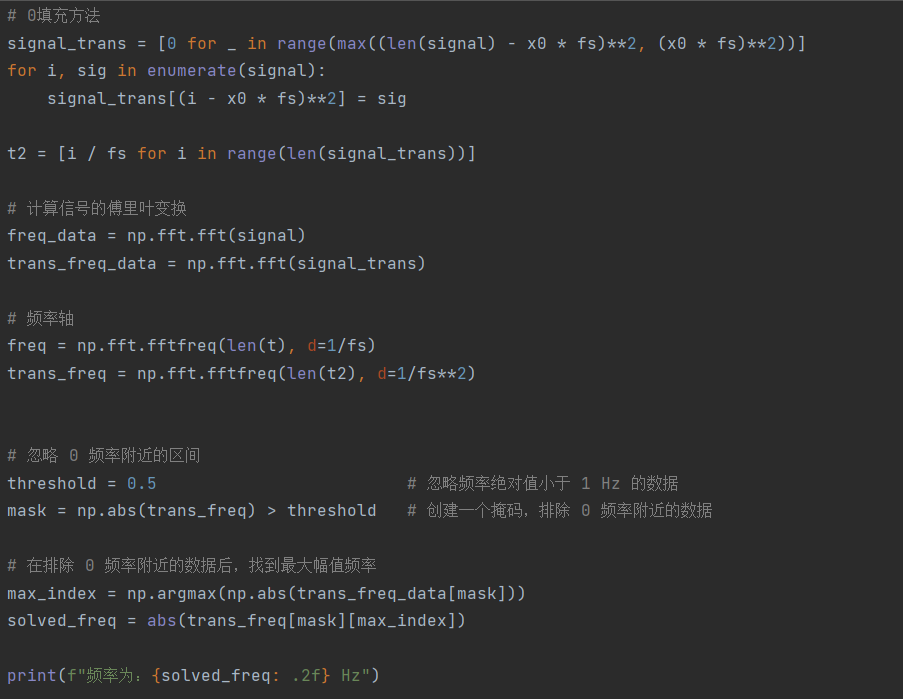 # 0填充方法
signal_trans = [0 for _ in range(max((len(signal) - x0 * fs)**2, (x0 * fs)**2))]
for i, sig in enumerate(signal):
    signal_trans[(i - x0 * fs)**2] = sig
t2 = [i / fs for i in range(len(signal_trans))]
# 计算信号的傅里叶变换
freq_data = np.fft.fft(signal)
trans_freq_data = np.fft.fft(signal_trans)
# 频率轴
freq = np.fft.fftfreq(len(t), d=1/fs)
trans_freq = np.fft.fftfreq(len(t2), d=1/fs**2)
# 忽略 0 频率附近的区间
threshold = 0.5                         # 忽略频率绝对值小于 1 Hz 的数据
mask = np.abs(trans_freq) > threshold   # 创建一个掩码，排除 0 频率附近的数据
# 在排除 0 频率附近的数据后，找到最大幅值频率
max_index = np.argmax(np.abs(trans_freq_data[mask]))
solved_freq = abs(trans_freq[mask][max_index])
print(f"频率为：{solved_freq: .2f} Hz")